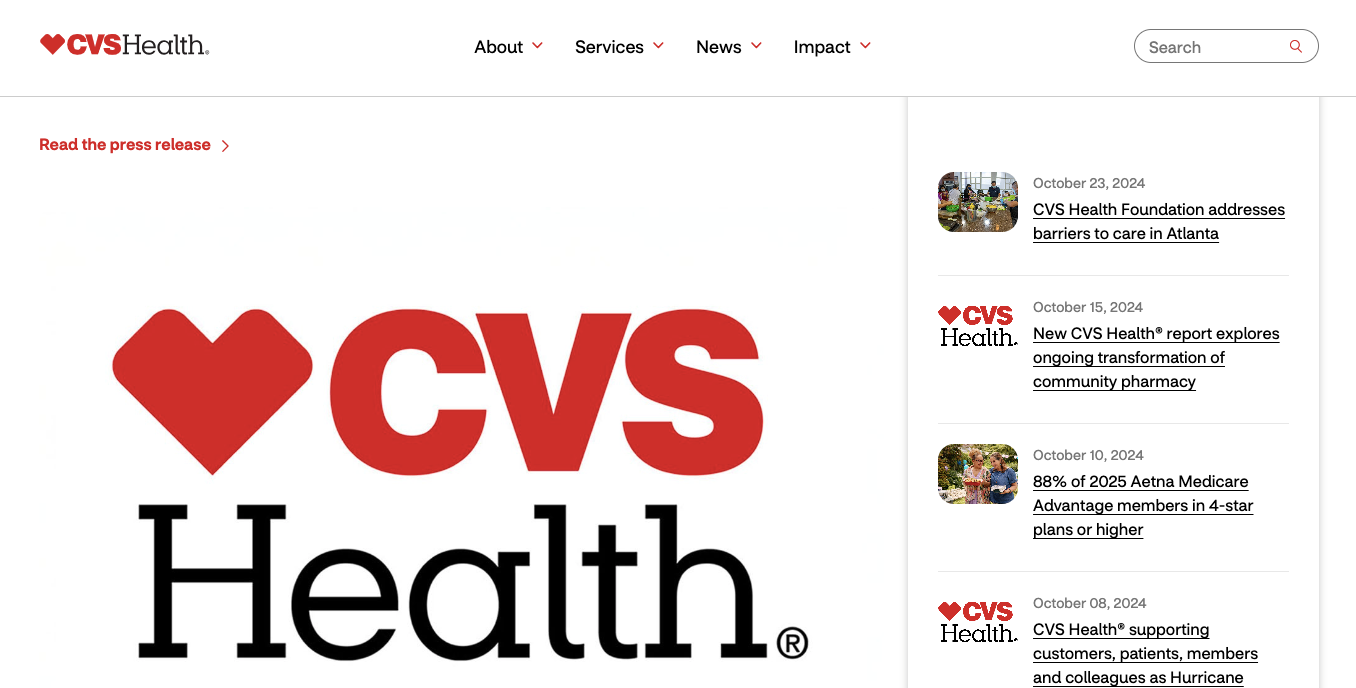 CVSHealth®
About
Services
News
Impact
Search
Read the press release
CVS
Health®
October 23, 2024
CVS Health Foundation addresses
barriers to care in Atlanta
CVS
Health.
October 15, 2024
New CVS Health® report explores
ongoing transformation of
community pharmacy
October 10, 2024
88% of 2025 Aetna Medicare
Advantage members in 4-star
plans or higher
CVS
Health.
October 08, 2024
CVS Health® supporting
customers, patients, members
and colleagues as Hurricane